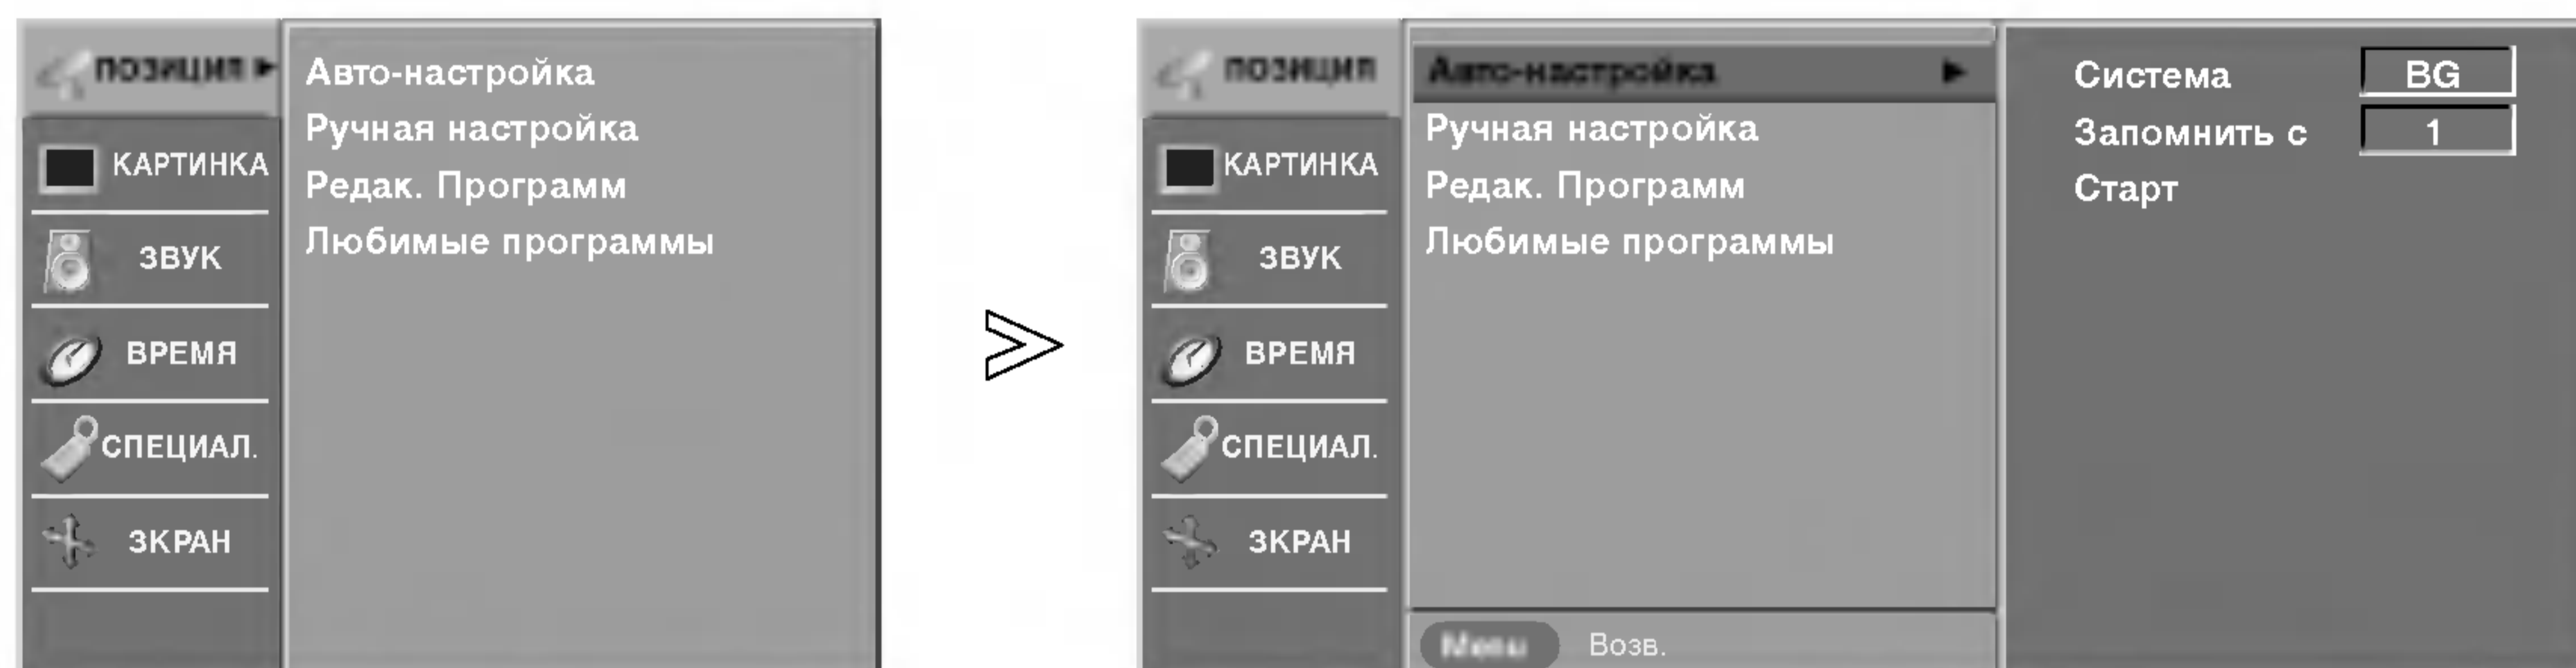 ПОЗИЦИЯ
Авто-настройка
Ручная настройка
Редак. Программ
Любимые программы
КАРТИНКА
ЗВУК
ВРЕМЯ
СПЕЦИАЛ.
ЗКРАН
ПОЗИЦИЯ
КАРТИНКА
ЗВУК
ВРЕМЯ
СПЕЦИАЛ.
ЗКРАН
Авто-настройка
Ручная настройка
Редак. Программ
Любимые программы
Menu Возв.
Система BG
Запомнить с 1
Старт